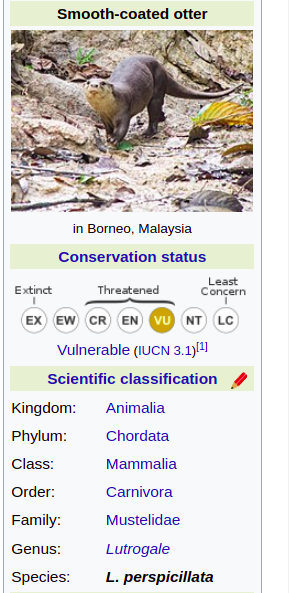 Smooth-coated otter
in Borneo, Malaysia
Conservation status
Extinct
Threatened
Least
Concern
EX EW CR EN VU NT LC
Vulnerable (IUCN 3.1)[1]
Scientific classification
Kingdom: Animalia
Phylum: Chordata
Class: Mammalia
Order: Carnivora
Family: Mustelidae
Genus: Lutrogale
Species: L. perspicillata